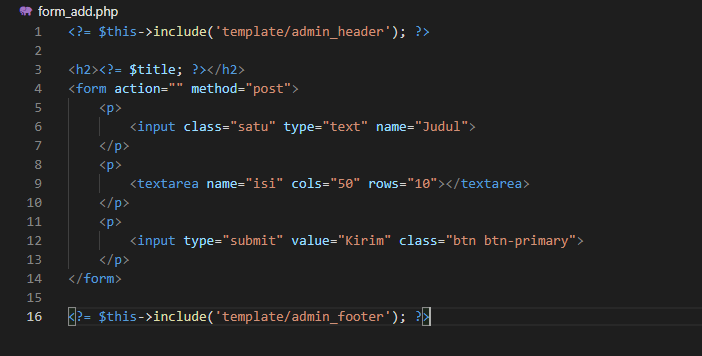 form_add.php
1 <?= $this->include('template/admin_header'); ?>
2
3 <h2><?= $title; ?></h2>
4 <form action="" method="post">
5     <p>
6         <input class="satu" type="text" name="Judul">
7     </p>
8     <p>
9         <textarea name="isi" cols="50" rows="10"></textarea>
10     </p>
11     <p>
12         <input type="submit" value="Kirim" class="btn btn-primary">
13     </p>
14 </form>
15
16 <?= $this->include('template/admin_footer'); ?>